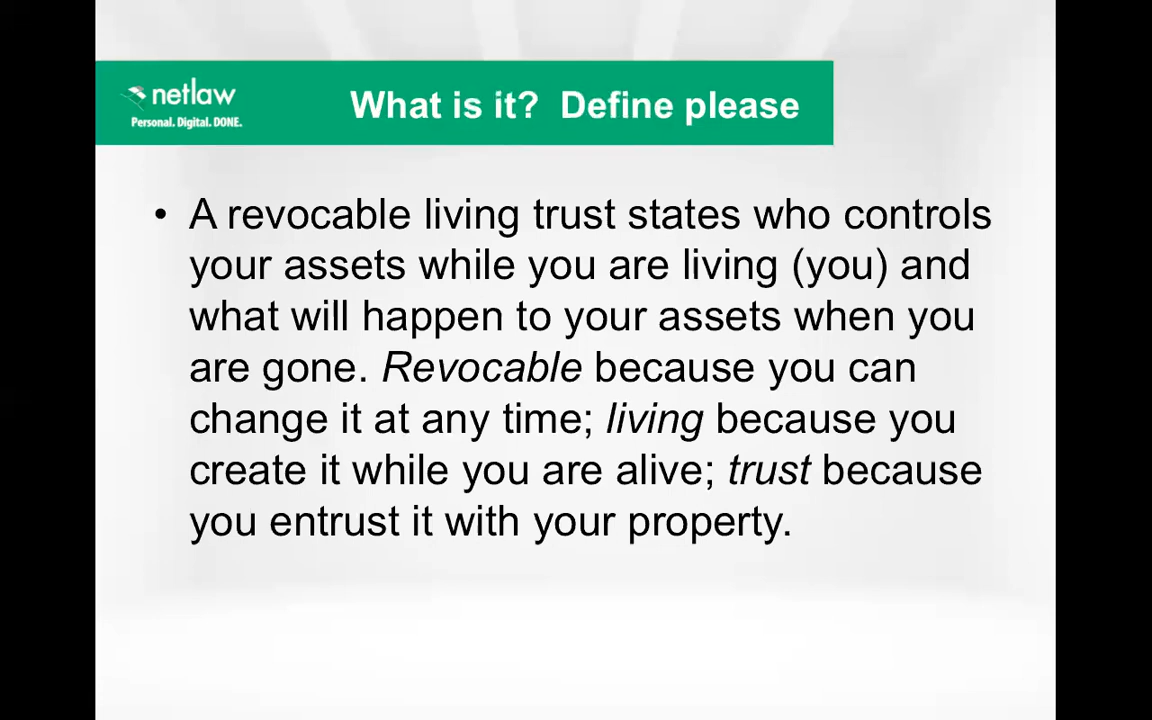 netlaw
Personal. Digital. DONE.
What is it?  Define please
• A revocable living trust states who controls
your assets while you are living (you) and
what will happen to your assets when you
are gone. Revocable because you can
change it at any time; living because you
create it while you are alive; trust because
you entrust it with your property.